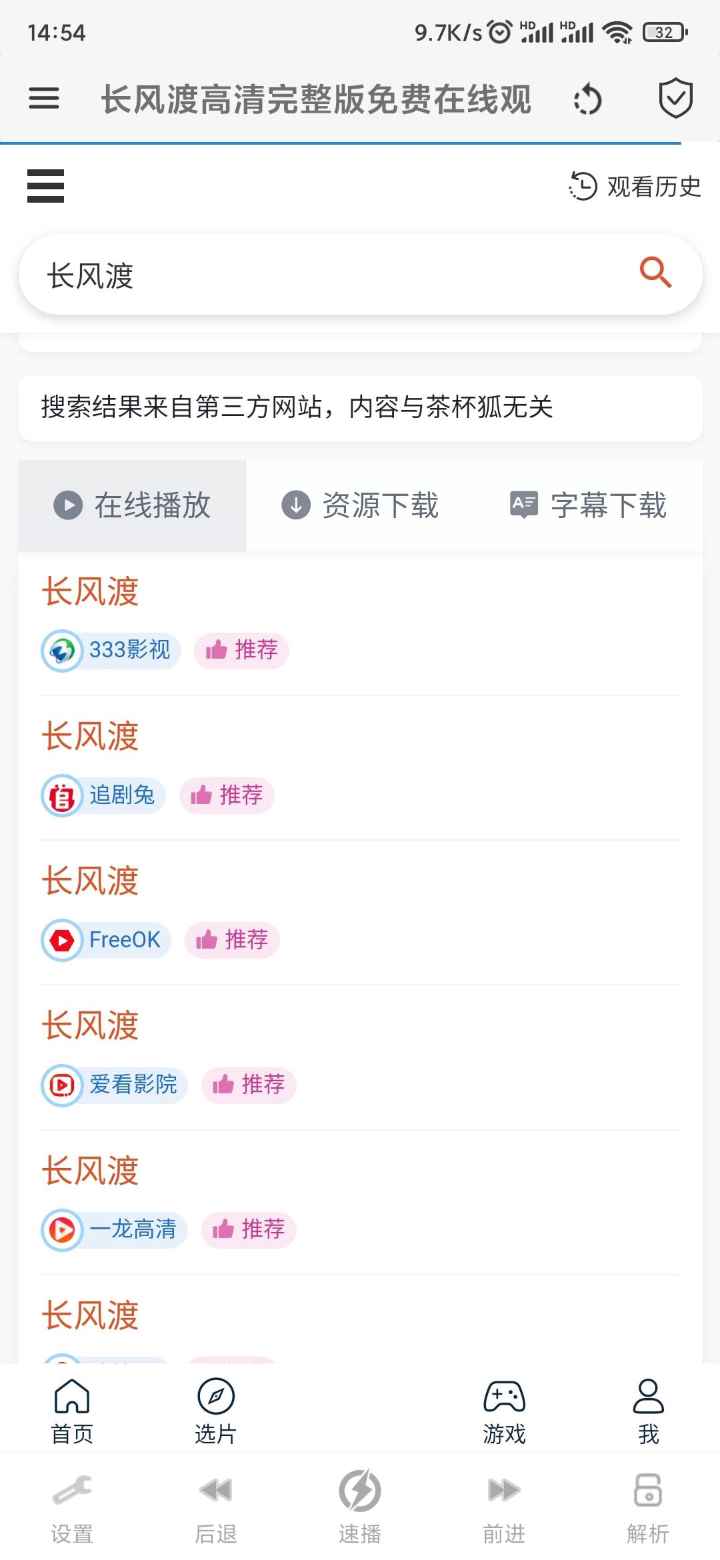 14:54
9.7K/s HD HD 32
长风渡高清完整版免费在线观
观看历史
长风渡
搜索结果来自第三方网站，内容与茶杯狐无关
在线播放 资源下载 字幕下载
长风渡
333影视 推荐
长风渡
追剧兔 推荐
长风渡
FreeOK 推荐
长风渡
爱看影院 推荐
长风渡
一龙高清 推荐
长风渡
首页 选片 游戏 我
设置 后退 速播 前进 解析